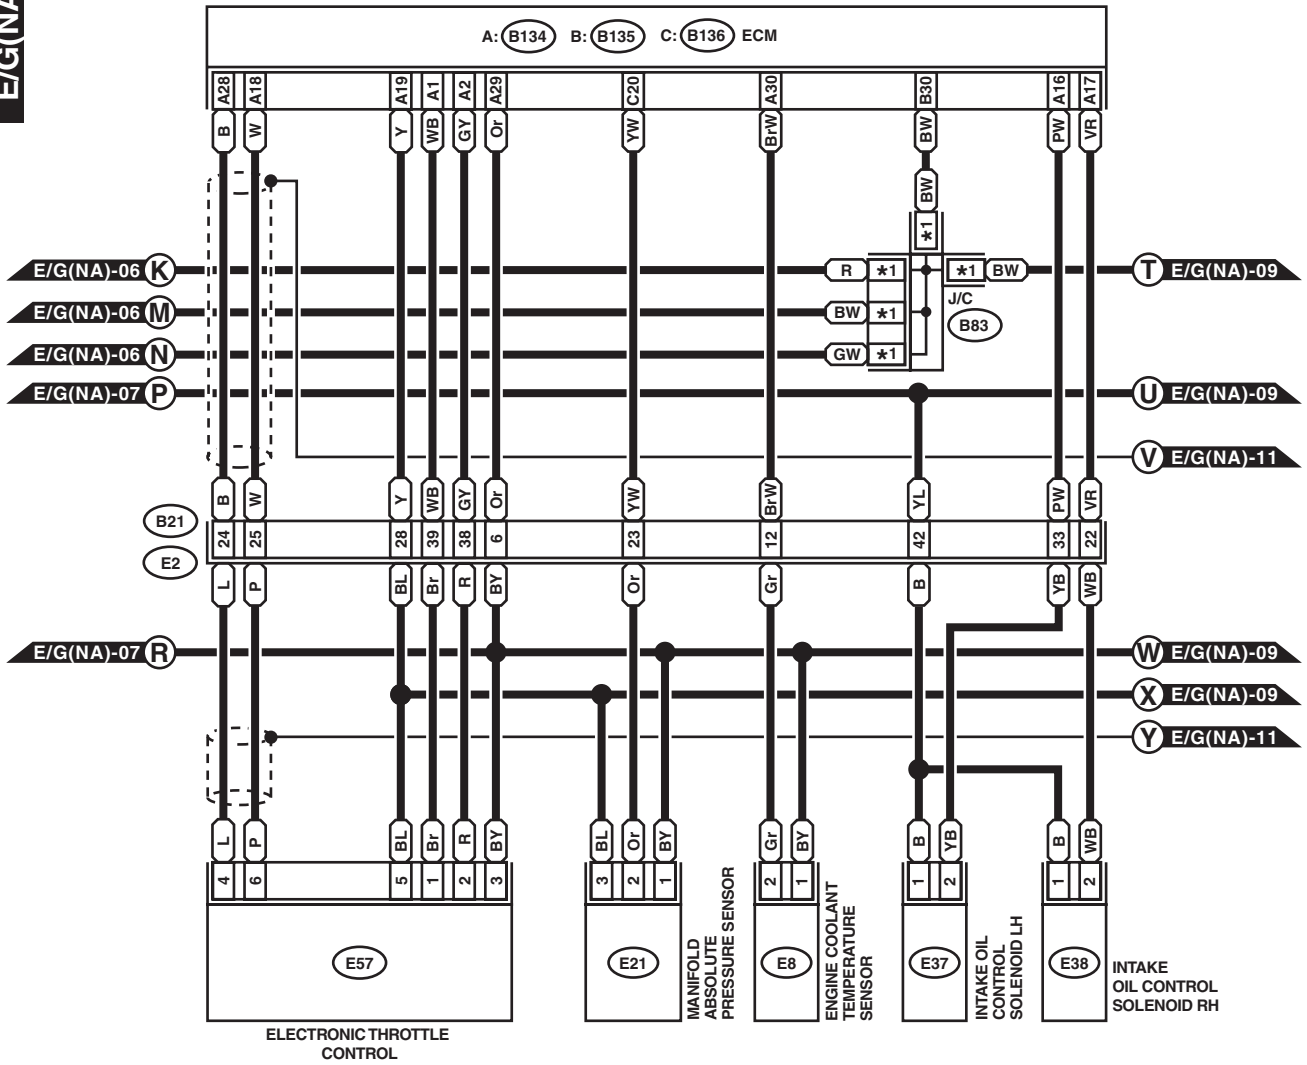 E/G(NA)
A: B134 B: B135 C: B136 ECM
A28 A18 A19 A1 A2 A29 C20 A30 B30 A16 A17
B W Y WB GY Or YW BrW BW PW VR
BW
*1
E/G(NA)-06 K R *1 *1 BW T E/G(NA)-09
J/C
E/G(NA)-06 M BW *1 B83
E/G(NA)-06 N GW *1
E/G(NA)-07 P U E/G(NA)-09
V E/G(NA)-11
B W Y WB GY Or YW BrW YL PW VR
B21
24 25 28 39 38 6 23 12 42 33 22
E2
L P BL Br R BY Or Gr B YB WB
E/G(NA)-07 R W E/G(NA)-09
X E/G(NA)-09
Y E/G(NA)-11
L P BL Br R BY BL Or BY Gr BY B YB B WB
4 6 5 1 2 3 3 2 1 2 1 1 2 1 2
E57
ELECTRONIC THROTTLE
CONTROL
E21
MANIFOLD
ABSOLUTE
PRESSURE SENSOR
E8
ENGINE COOLANT
TEMPERATURE
SENSOR
E37
INTAKE OIL
CONTROL
SOLENOID LH
E38
INTAKE
OIL CONTROL
SOLENOID RH